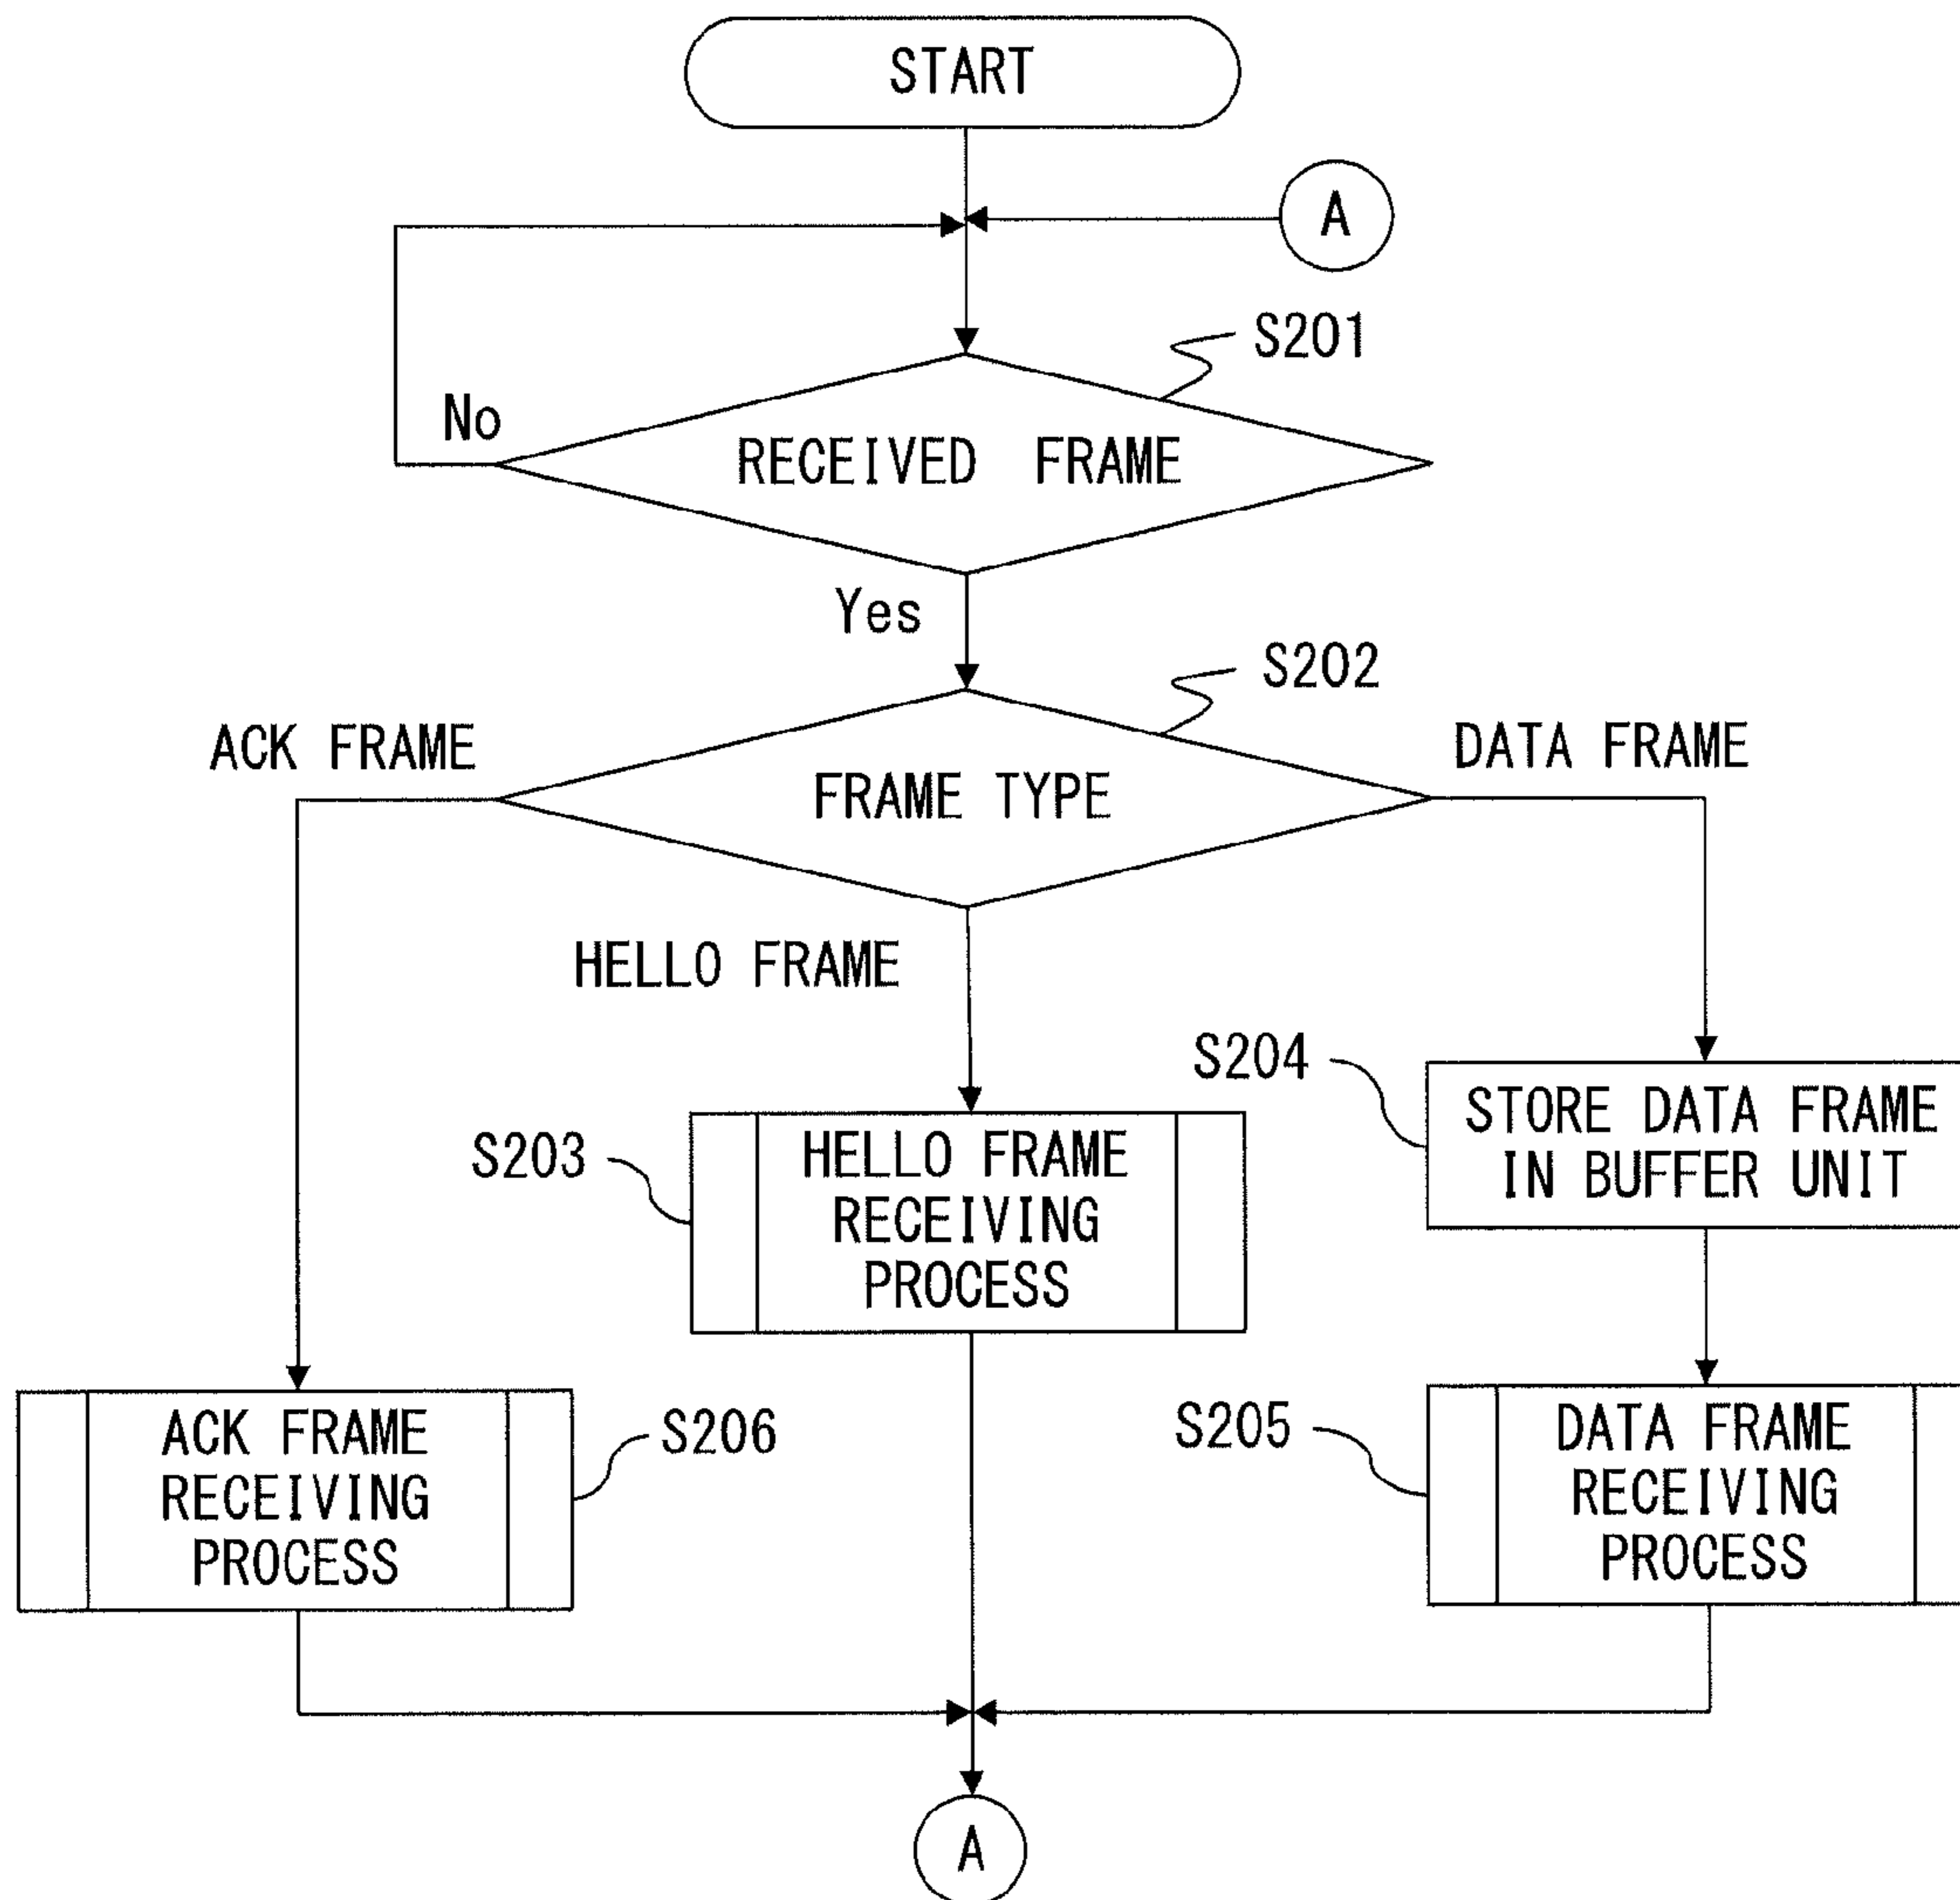 START
A
S201
No
RECEIVED FRAME
Yes
S202
ACK FRAME
DATA FRAME
FRAME TYPE
HELLO FRAME
S204
STORE DATA FRAME
IN BUFFER UNIT
S203
HELLO FRAME
RECEIVING
PROCESS
ACK FRAME
RECEIVING
PROCESS
S206
S205
DATA FRAME
RECEIVING
PROCESS
A